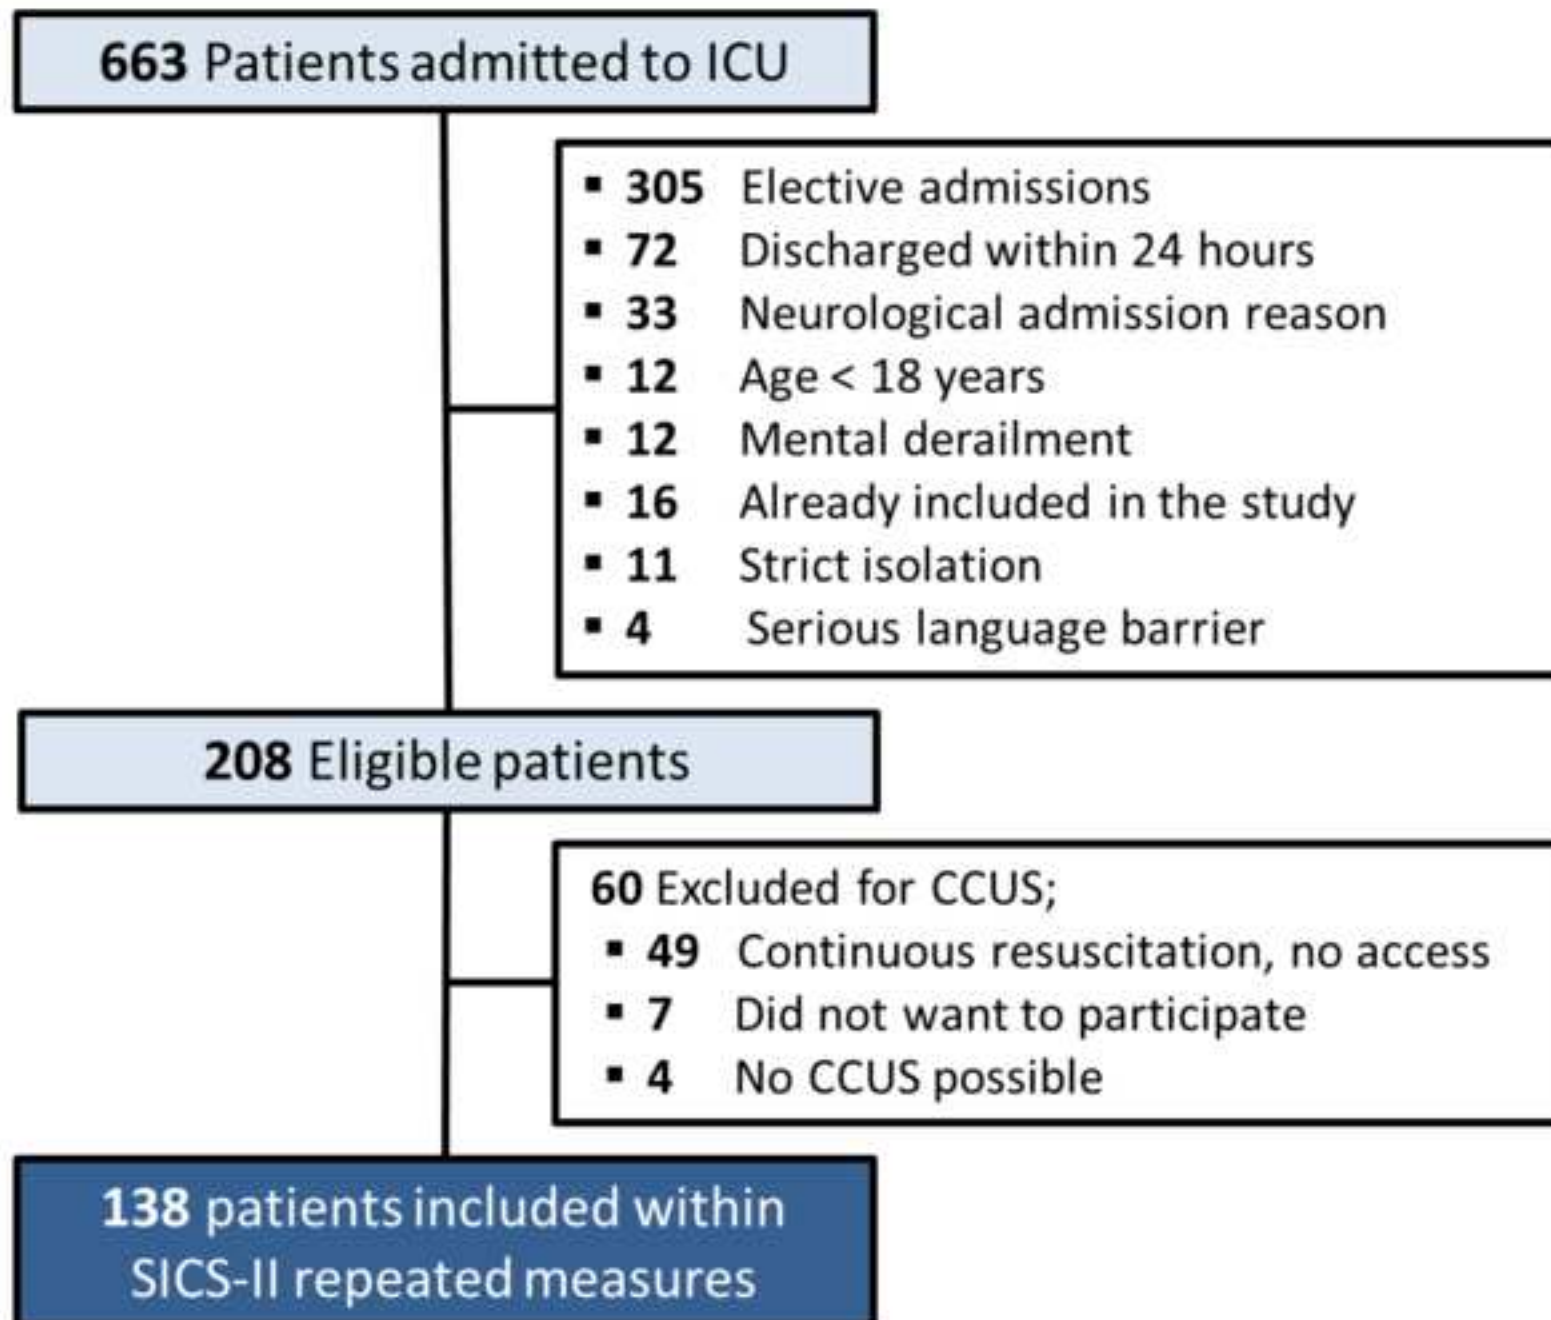 663 Patients admitted to ICU
▪ 305 Elective admissions
▪ 72 Discharged within 24 hours
▪ 33 Neurological admission reason
▪ 12 Age < 18 years
▪ 12 Mental derailment
▪ 16 Already included in the study
▪ 11 Strict isolation
▪ 4 Serious language barrier
208 Eligible patients
60 Excluded for CCUS;
▪ 49 Continuous resuscitation, no access
▪ 7 Did not want to participate
▪ 4 No CCUS possible
138 patients included within
SICS-II repeated measures